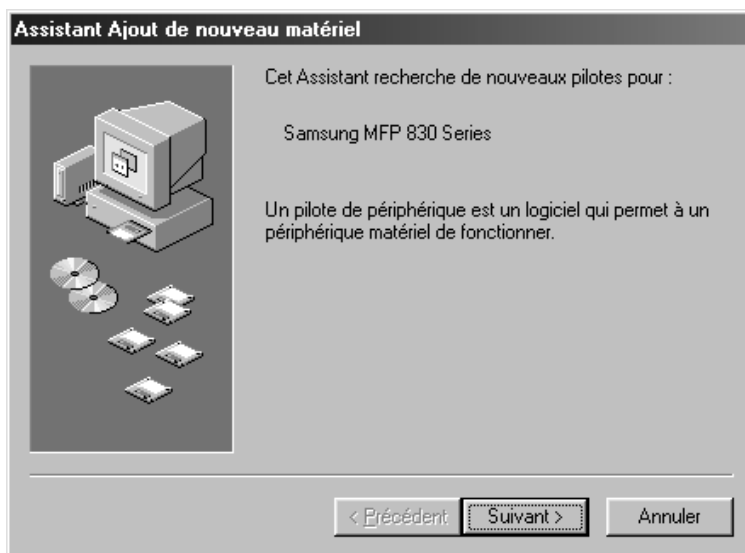 Assistant Ajout de nouveau matériel
Cet Assistant recherche de nouveaux pilotes pour :
Samsung MFP 830 Series
Un pilote de périphérique est un logiciel qui permet à un
périphérique matériel de fonctionner.
< Précédent Suivant > Annuler